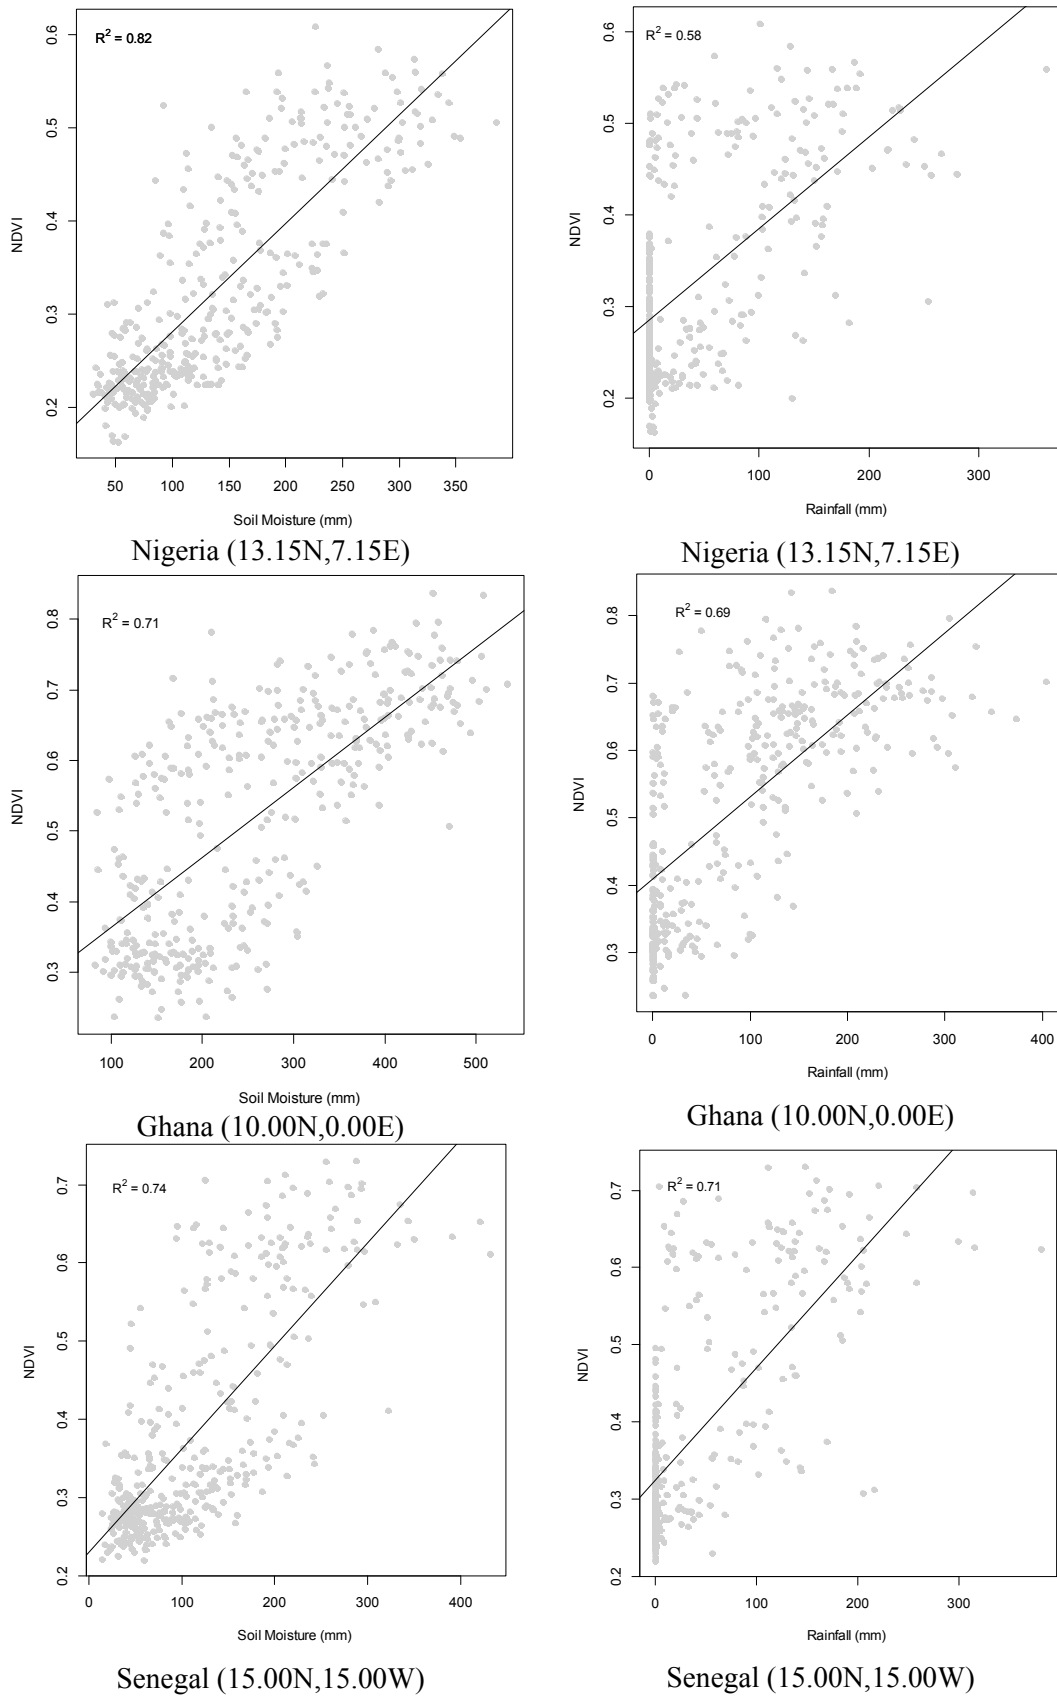 R2 = 0.82
0.6
0.5
0.4
0.3
0.2
NDVI
50 100 150 200 250 300 350
Soil Moisture (mm)
Nigeria (13.15N,7.15E)
R2 = 0.58
0.6
0.5
0.4
0.3
0.2
NDVI
0 100 200 300
Rainfall (mm)
Nigeria (13.15N,7.15E)
R2 = 0.71
0.8
0.7
0.6
0.5
0.4
0.3
NDVI
100 200 300 400 500
Soil Moisture (mm)
Ghana (10.00N,0.00E)
R2 = 0.69
0.8
0.7
0.6
0.5
0.4
0.3
NDVI
0 100 200 300 400
Rainfall (mm)
Ghana (10.00N,0.00E)
R2 = 0.74
0.7
0.6
0.5
0.4
0.3
0.2
NDVI
0 100 200 300 400
Soil Moisture (mm)
Senegal (15.00N,15.00W)
R2 = 0.71
0.7
0.6
0.5
0.4
0.3
0.2
NDVI
0 100 200 300
Rainfall (mm)
Senegal (15.00N,15.00W)